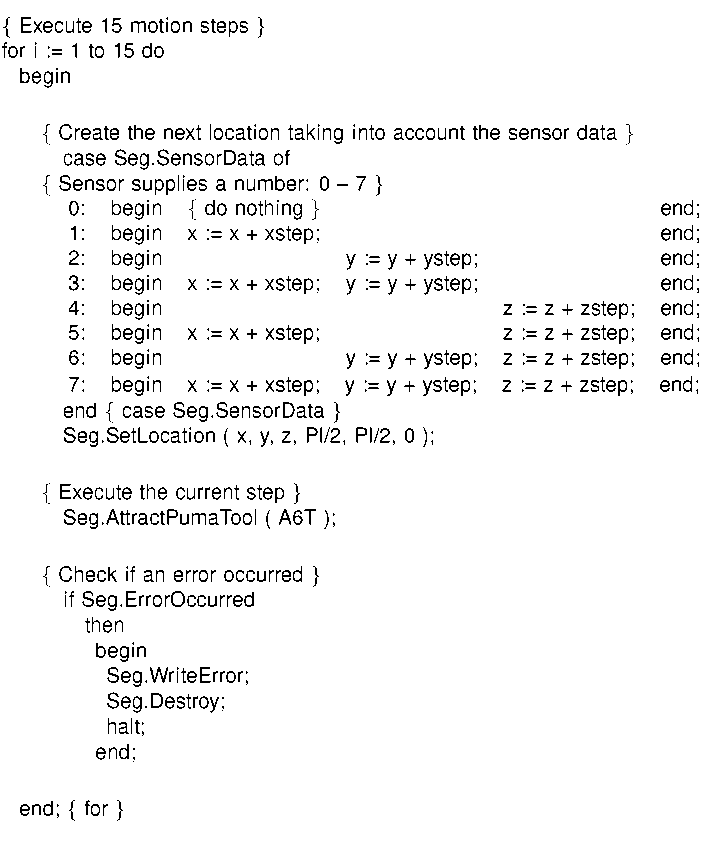 { Execute 15 motion steps }
for i := 1 to 15 do
begin
{ Create the next location taking into account the sensor data }
case Seg.SensorData of
{ Sensor supplies a number: 0 – 7 }
0: begin { do nothing } end;
1: begin x := x + xstep; end;
2: begin y := y + ystep; end;
3: begin x := x + xstep; y := y + ystep; end;
4: begin z := z + zstep; end;
5: begin x := x + xstep; z := z + zstep; end;
6: begin y := y + ystep; z := z + zstep; end;
7: begin x := x + xstep; y := y + ystep; z := z + zstep; end;
end { case Seg.SensorData }
Seg.SetLocation ( x, y, z, PI/2, PI/2, 0 );
{ Execute the current step }
Seg.AttractPumaTool ( A6T );
{ Check if an error occurred }
if Seg.ErrorOccurred
then
begin
Seg.WriteError;
Seg.Destroy;
halt;
end;
end; { for }